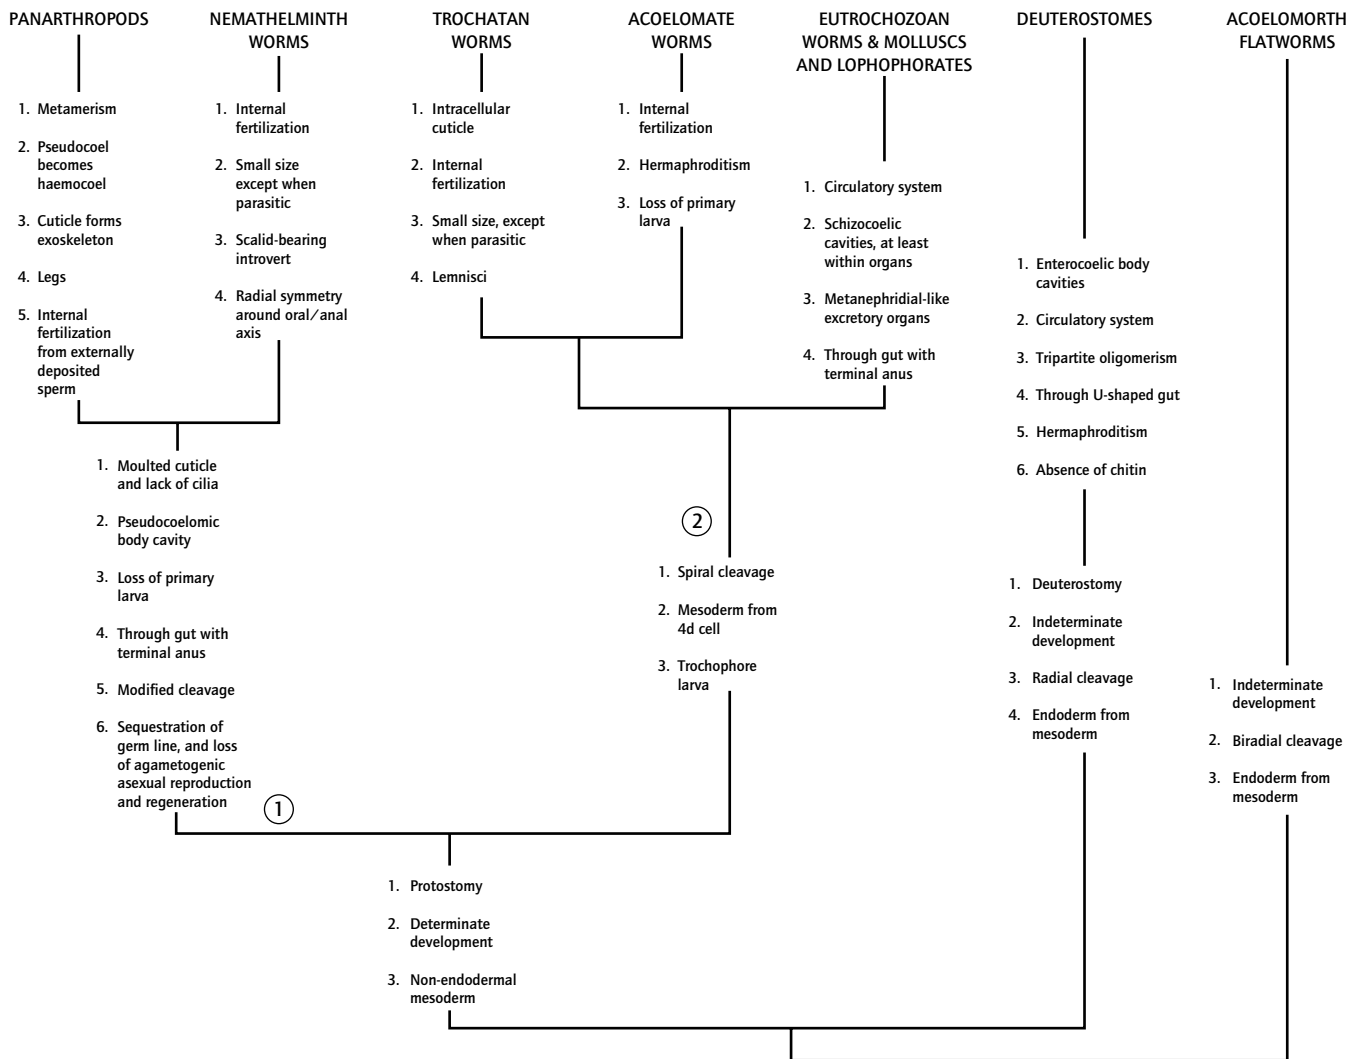 PANARTHROPODS
1. Metamerism
2. Pseudocoel
becomes
haemocoel
3. Cuticle forms
exoskeleton
4. Legs
5. Internal
fertilization
from externally
deposited
sperm
NEMATHELMINTH
WORMS
1. Internal
fertilization
2. Small size
except when
parasitic
3. Scalid-bearing
introvert
4. Radial symmetry
around oral/anal
axis
TROCHATAN
WORMS
1. Intracellular
cuticle
2. Internal
fertilization
3. Small size, except
when parasitic
4. Lemnisci
ACOELOMATE
WORMS
1. Internal
fertilization
2. Hermaphroditism
3. Loss of primary
larva
EUTROCHOZOAN
WORMS & MOLLUSCS
AND LOPHOPHORATES
1. Circulatory system
2. Schizocoelic
cavities, at least
within organs
3. Metanephridial-like
excretory organs
4. Through gut with
terminal anus
DEUTEROSTOMES
1. Enterocoelic body
cavities
2. Circulatory system
3. Tripartite oligomerism
4. Through U-shaped gut
5. Hermaphroditism
6. Absence of chitin
ACOELOMORTH
FLATWORMS
1. Moulted cuticle
and lack of cilia
2. Pseudocoelomic
body cavity
3. Loss of primary
larva
4. Through gut with
terminal anus
5. Modified cleavage
6. Sequestration of
germ line, and loss
of agametogenic
asexual reproduction
and regeneration
1
2
1. Spiral cleavage
2. Mesoderm from
4d cell
3. Trochophore
larva
1. Deuterostomy
2. Indeterminate
development
3. Radial cleavage
4. Endoderm from
mesoderm
1. Indeterminate
development
2. Biradial cleavage
3. Endoderm from
mesoderm
1. Protostomy
2. Determinate
development
3. Non-endodermal
mesoderm